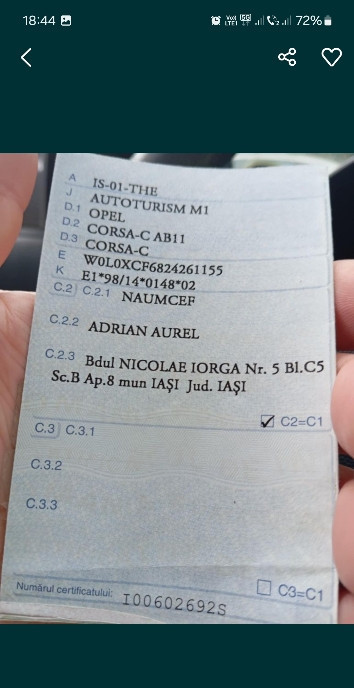 18:44 72%
A IS-01-THE
J AUTOTURISM M1
D.1 OPEL
D.2 CORSA-C AB11
D.3 CORSA-C
E W0L0XCF6824261155
K E1*98/14*0148*02
C.2 C.2.1 NAUMCEF
C.2.2 ADRIAN AUREL
C.2.3 Bdul NICOLAE IORGA Nr. 5 Bl.C5
Sc.B Ap.8 mun IAŞI Jud. IAŞI
C2=C1
C.3 C.3.1
C.3.2
C.3.3
C3=C1
Numărul certificatului: I00602692S